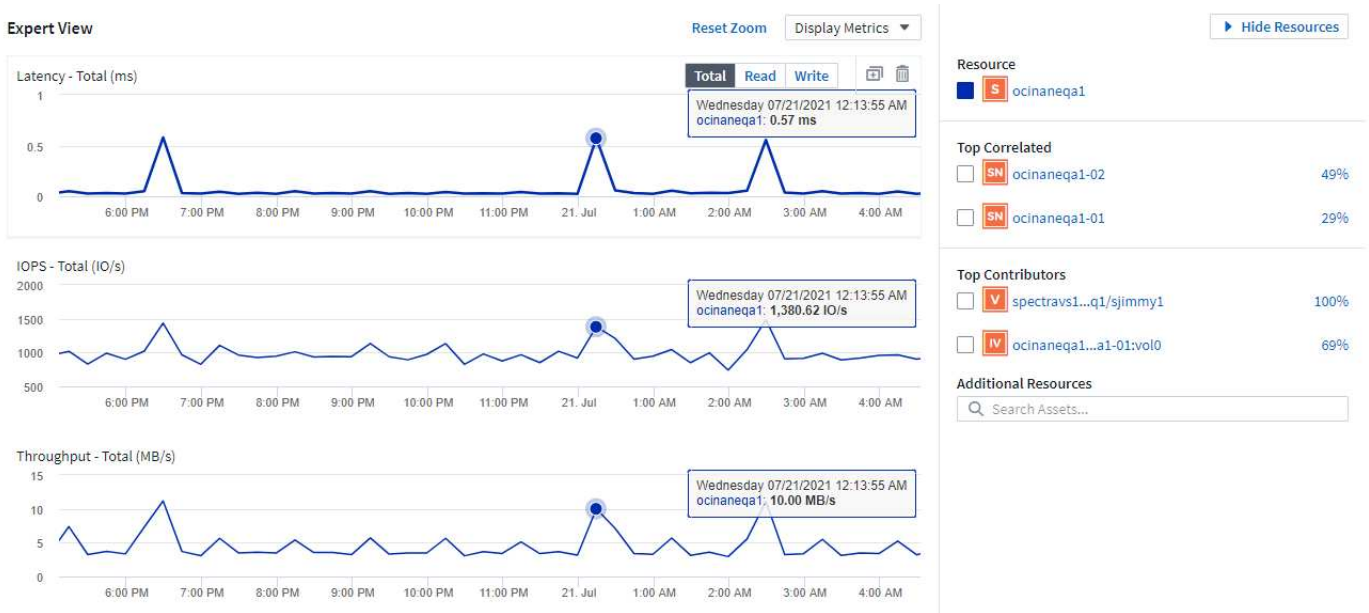 Expert View
Reset Zoom
Display Metrics
Hide Resources
Latency - Total (ms)
Total Read Write
1
0.5
0
Wednesday 07/21/2021 12:13:55 AM
ocinaneqa1: 0.57 ms
6:00 PM 7:00 PM 8:00 PM 9:00 PM 10:00 PM 11:00 PM 21. Jul 1:00 AM 2:00 AM 3:00 AM 4:00 AM
IOPS - Total (IO/s)
2000
1500
1000
500
Wednesday 07/21/2021 12:13:55 AM
ocinaneqa1: 1,380.62 IO/s
6:00 PM 7:00 PM 8:00 PM 9:00 PM 10:00 PM 11:00 PM 21. Jul 1:00 AM 2:00 AM 3:00 AM 4:00 AM
Throughput - Total (MB/s)
15
10
5
0
Wednesday 07/21/2021 12:13:55 AM
ocinaneqa1: 10.00 MB/s
6:00 PM 7:00 PM 8:00 PM 9:00 PM 10:00 PM 11:00 PM 21. Jul 1:00 AM 2:00 AM 3:00 AM 4:00 AM
Resource
S ocinaneqa1
Top Correlated
SN ocinaneqa1-02 49%
SN ocinaneqa1-01 29%
Top Contributors
V spectravs1...q1/sjimmy1 100%
IV ocinaneqa1...a1-01:vol0 69%
Additional Resources
Search Assets...